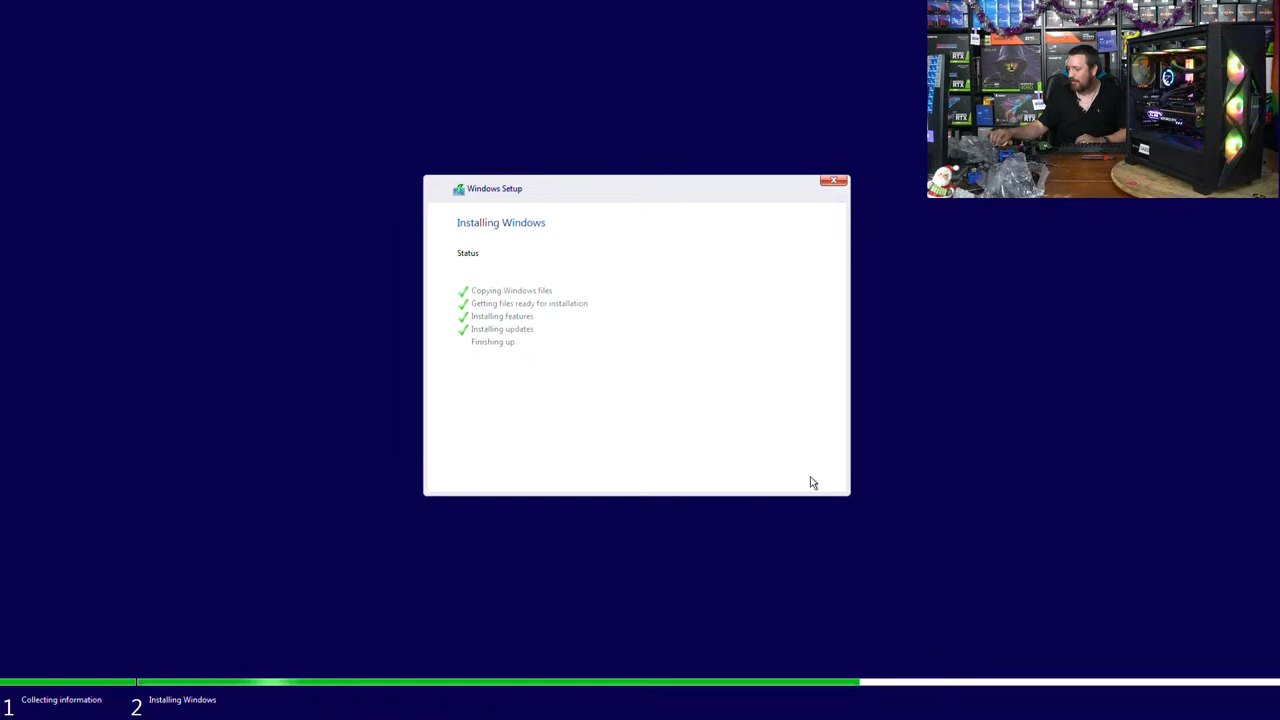 Windows Setup
Installing Windows
Status
Copying Windows files
Getting files ready for installation
Installing features
Installing updates
Finishing up
1 Collecting information
2 Installing Windows